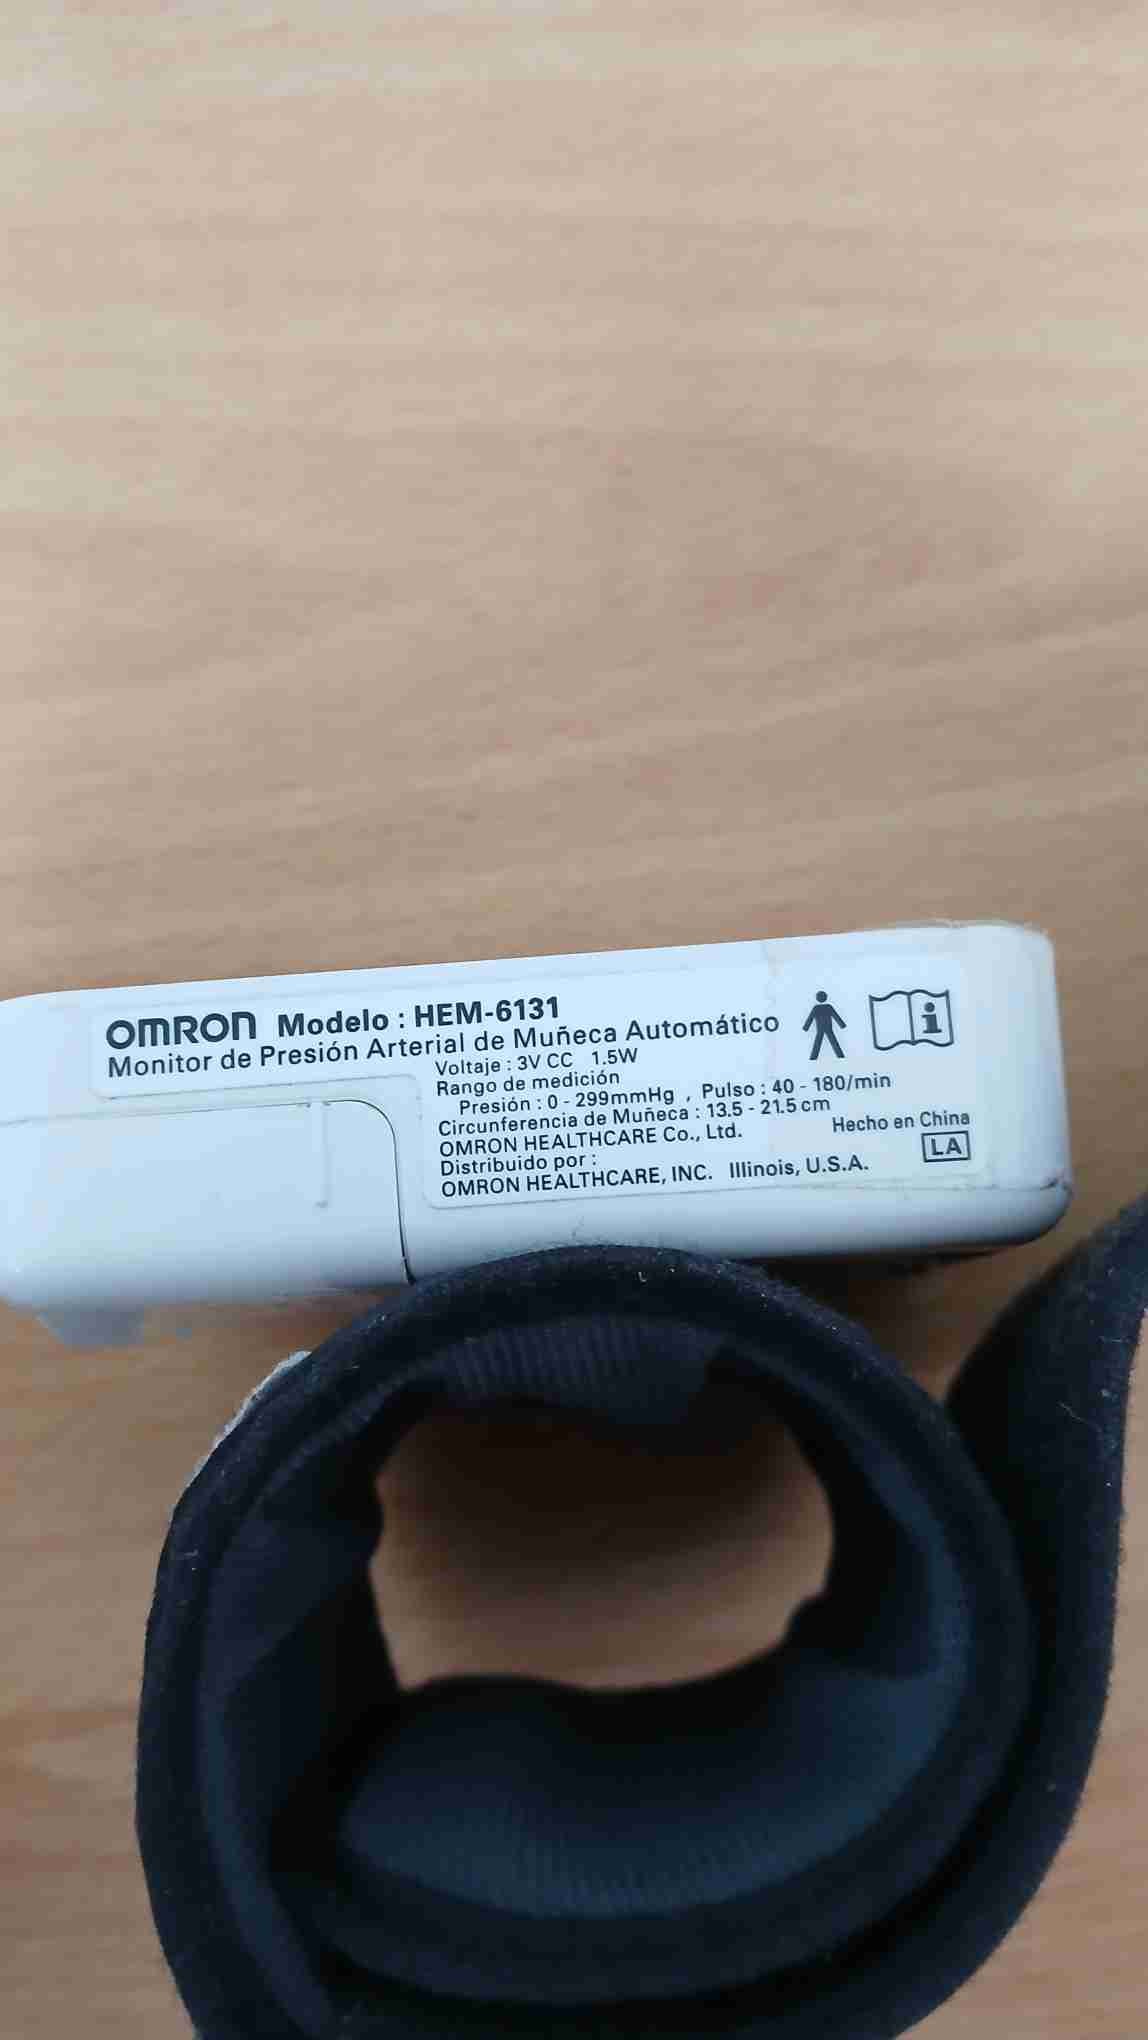 OMRON Modelo : HEM-6131
Monitor de Presión Arterial de Muñeca Automático
Voltaje : 3V CC 1.5W
Rango de medición
Presión : 0 - 299mmHg , Pulso : 40 - 180/min
Circunferencia de Muñeca : 13.5 - 21.5 cm
OMRON HEALTHCARE Co., Ltd.
Hecho en China
Distribuido por :
LA
OMRON HEALTHCARE, INC. Illinois, U.S.A.